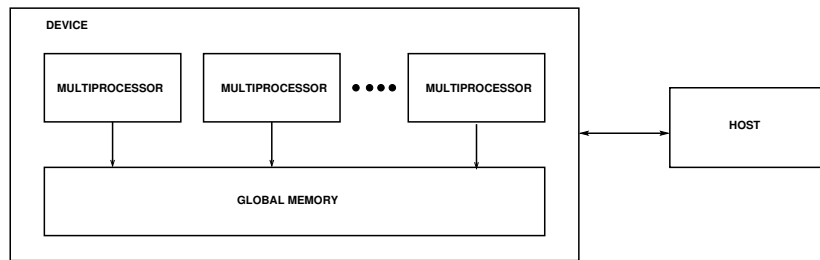 DEVICE
MULTIPROCESSOR
MULTIPROCESSOR
MULTIPROCESSOR
HOST
GLOBAL MEMORY